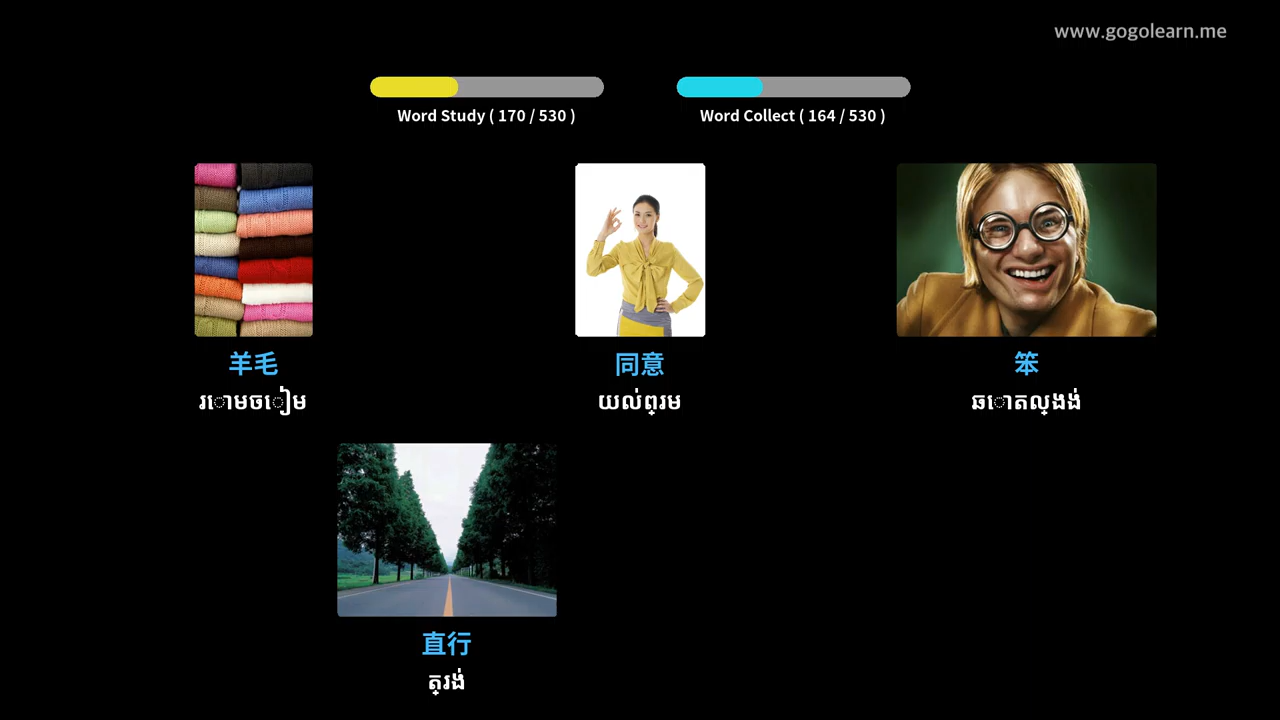 www.gogolearn.me
Word Study ( 170 / 530 )
Word Collect ( 164 / 530 )
羊毛
រោមចៀម
同意
យល់ព្រម
笨
ឆោតល្ងង់
直行
ត្រង់